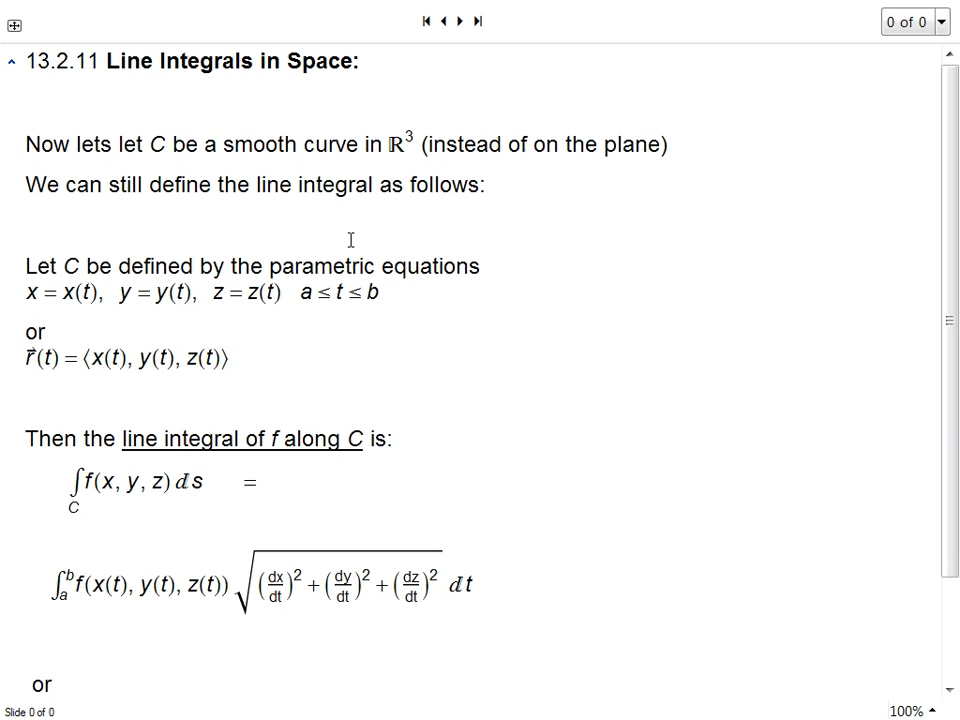 0 of 0
13.2.11 Line Integrals in Space:
Now lets let C be a smooth curve in ℝ³ (instead of on the plane)
We can still define the line integral as follows:
Let C be defined by the parametric equations
x = x(t), y = y(t), z = z(t) a ≤ t ≤ b
or
r⃗(t) = ⟨x(t), y(t), z(t)⟩
Then the line integral of f along C is:
∫_C f(x, y, z) ds =
∫_a^b f(x(t), y(t), z(t)) √((dx/dt)² + (dy/dt)² + (dz/dt)²) dt
or
Slide 0 of 0
100%